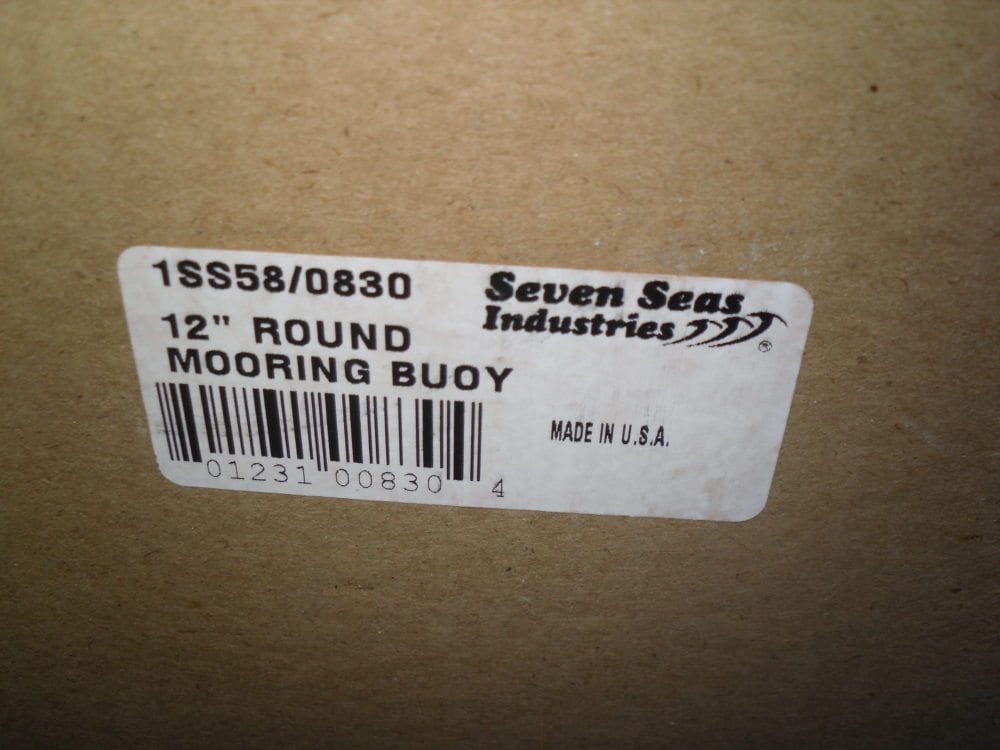 1SS58/0830
12" ROUND
MOORING BUOY
01231 00830 4
Seven Seas
Industries ®
MADE IN U.S.A.